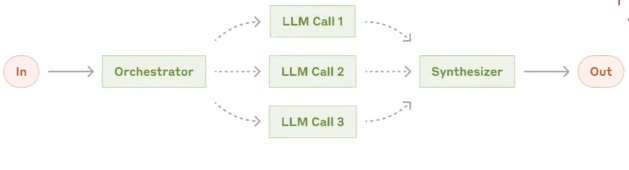 LLM Call 1
In
Orchestrator
LLM Call 2
Synthesizer
Out
LLM Call 3